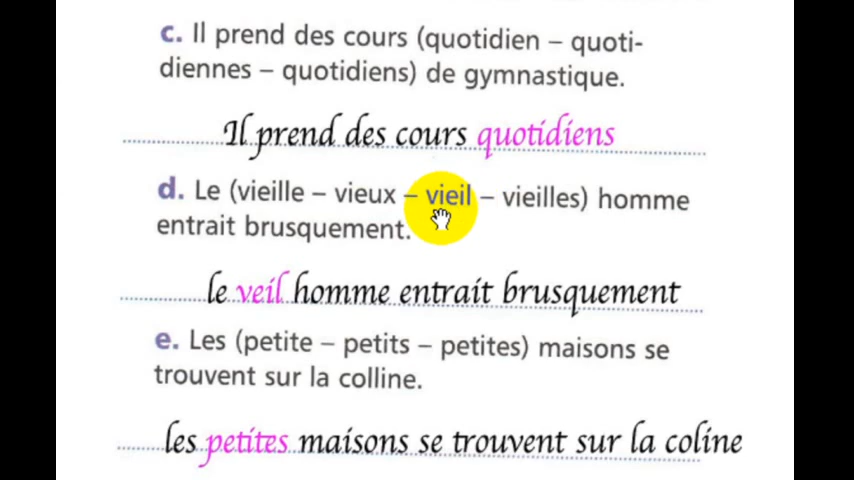 c. Il prend des cours (quotidien – quoti-
diennes – quotidiens) de gymnastique.
Il prend des cours quotidiens
d. Le (vieille – vieux – vieil – vieilles) homme
entrait brusquement.
le veil homme entrait brusquement
e. Les (petite – petits – petites) maisons se
trouvent sur la colline.
les petites maisons se trouvent sur la coline